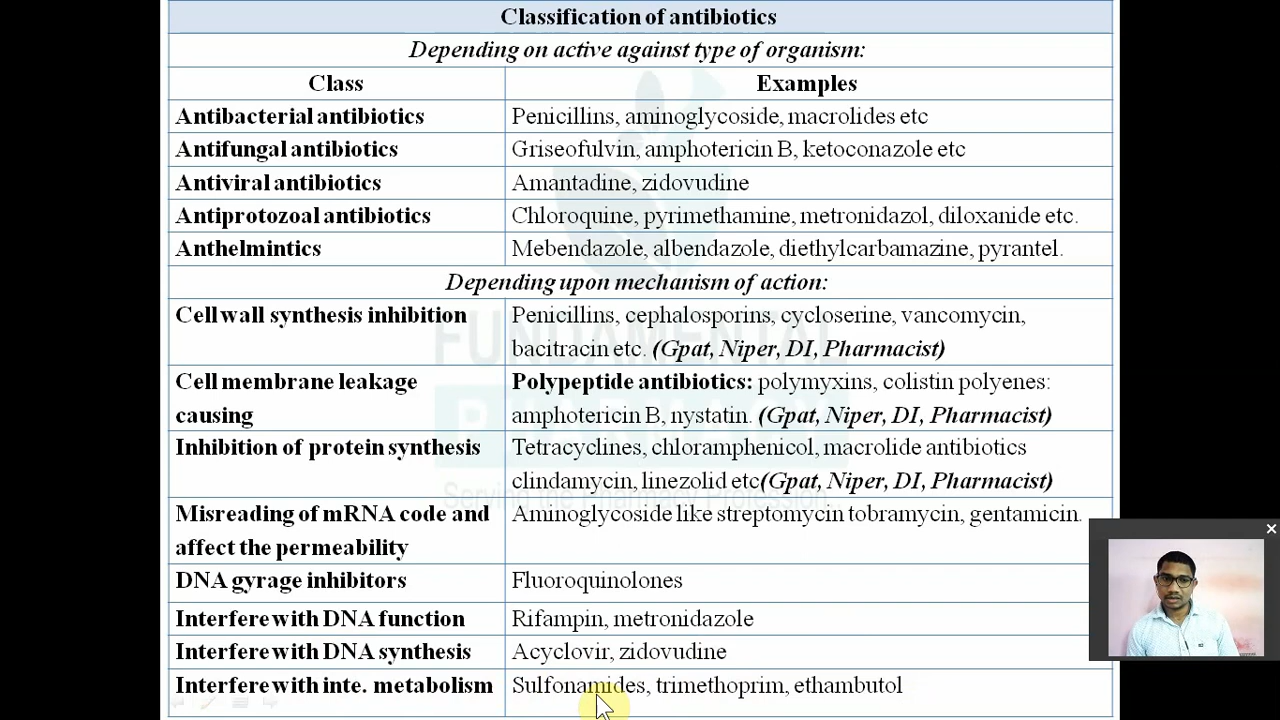 Classification of antibiotics
Depending on active against type of organism:
Class Examples
Antibacterial antibiotics Penicillins, aminoglycoside, macrolides etc
Antifungal antibiotics Griseofulvin, amphotericin B, ketoconazole etc
Antiviral antibiotics Amantadine, zidovudine
Antiprotozoal antibiotics Chloroquine, pyrimethamine, metronidazol, diloxanide etc.
Anthelmintics Mebendazole, albendazole, diethylcarbamazine, pyrantel.
Depending upon mechanism of action:
Cell wall synthesis inhibition Penicillins, cephalosporins, cycloserine, vancomycin,
bacitracin etc. (Gpat, Niper, DI, Pharmacist)
Cell membrane leakage Polypeptide antibiotics: polymyxins, colistin polyenes:
causing amphotericin B, nystatin. (Gpat, Niper, DI, Pharmacist)
Inhibition of protein synthesis Tetracyclines, chloramphenicol, macrolide antibiotics
clindamycin, linezolid etc(Gpat, Niper, DI, Pharmacist)
Misreading of mRNA code and Aminoglycoside like streptomycin tobramycin, gentamicin.
affect the permeability
DNA gyrage inhibitors Fluoroquinolones
Interfere with DNA function Rifampin, metronidazole
Interfere with DNA synthesis Acyclovir, zidovudine
Interfere with inte. metabolism Sulfonamides, trimethoprim, ethambutol
FUNDAMENTAL
Serving the Pharmacy Profession